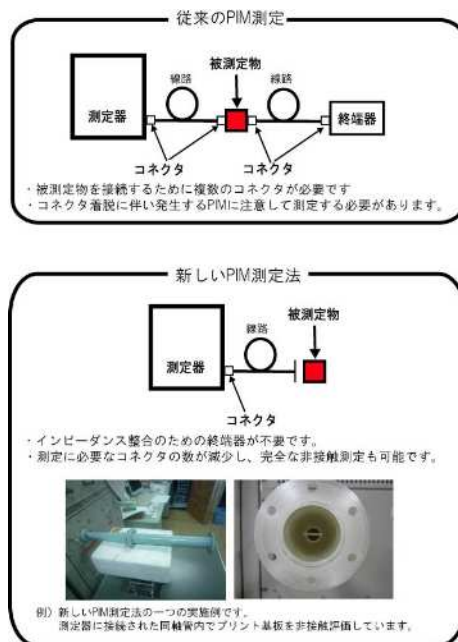 従来のPIM測定
被測定物
線路
線路
測定器
終端器
コネクタ
コネクタ
・被測定物を接続するために複数のコネクタが必要です
・コネクタ着脱に伴い発生するPIMに注意して測定する必要があります。
新しいPIM測定法
被測定物
線路
測定器
コネクタ
・インピーダンス整合のための終端器が不要です。
・測定に必要なコネクタの数が減少し、完全な非接触測定も可能です。
例）新しいPIM測定法の一つの実施例です。
測定器に接続された同軸管内でプリント基板を非接触評価しています。